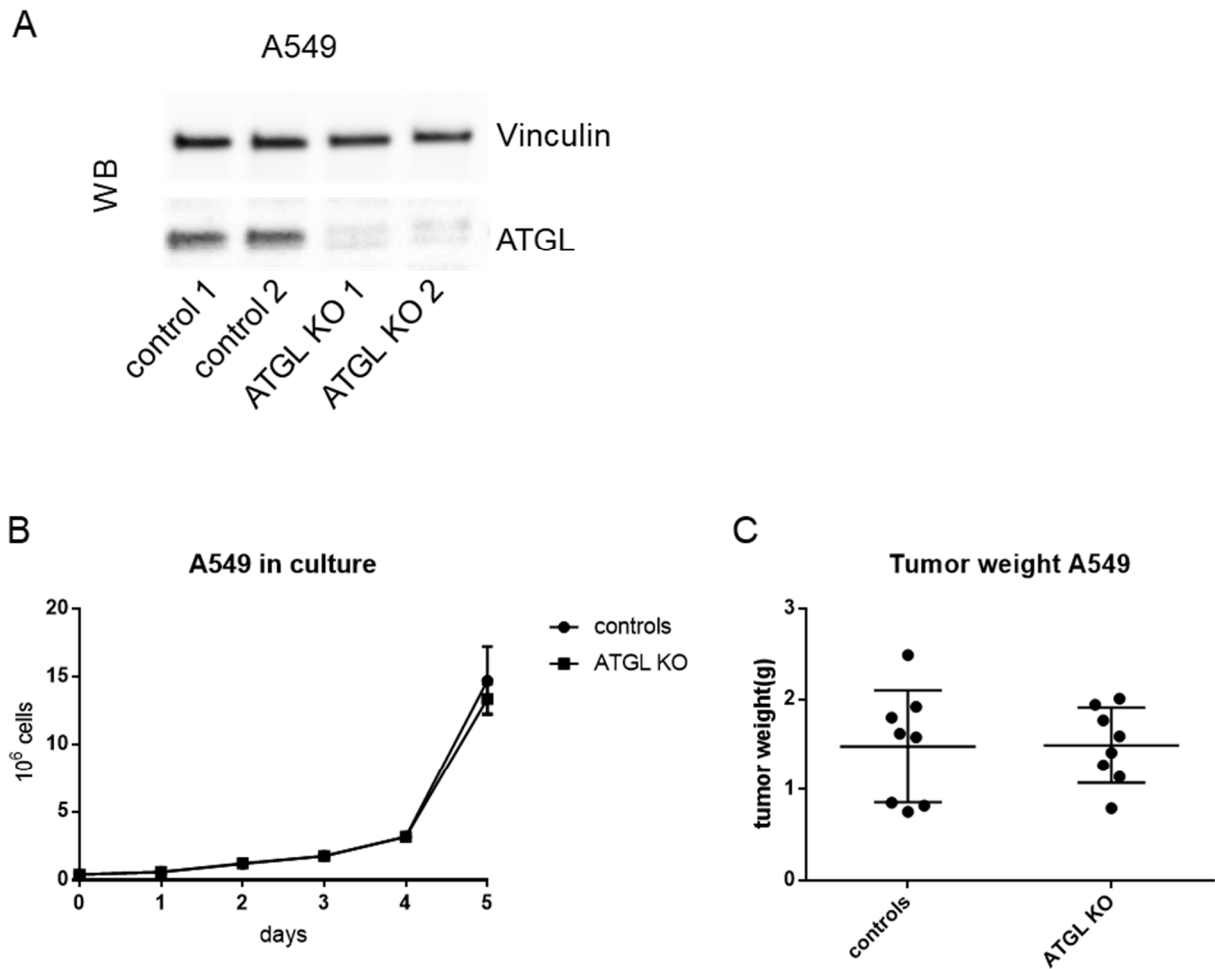 A
A549
WB
Vinculin
ATGL
control 1
control 2
ATGL KO 1
ATGL KO 2
B
A549 in culture
20
15
10
5
0
10⁶ cells
0 1 2 3 4 5
days
controls
ATGL KO
C
Tumor weight A549
3
2
1
0
tumor weight(g)
controls
ATGL KO